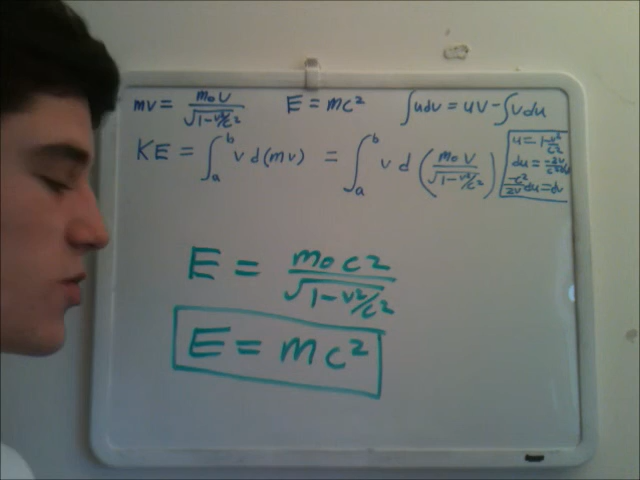 mv = m₀v/√(1-v²/c²) E = mc² ∫udv = uv - ∫vdu
KE = ∫ₐᵇ v d(mv) = ∫ₐᵇ v d(m₀v/√(1-v²/c²))
u = 1-v²/c²
du = -2v/c² dv
-c²/2v du = dv
E = m₀c²/√(1-v²/c²)
E = mc²